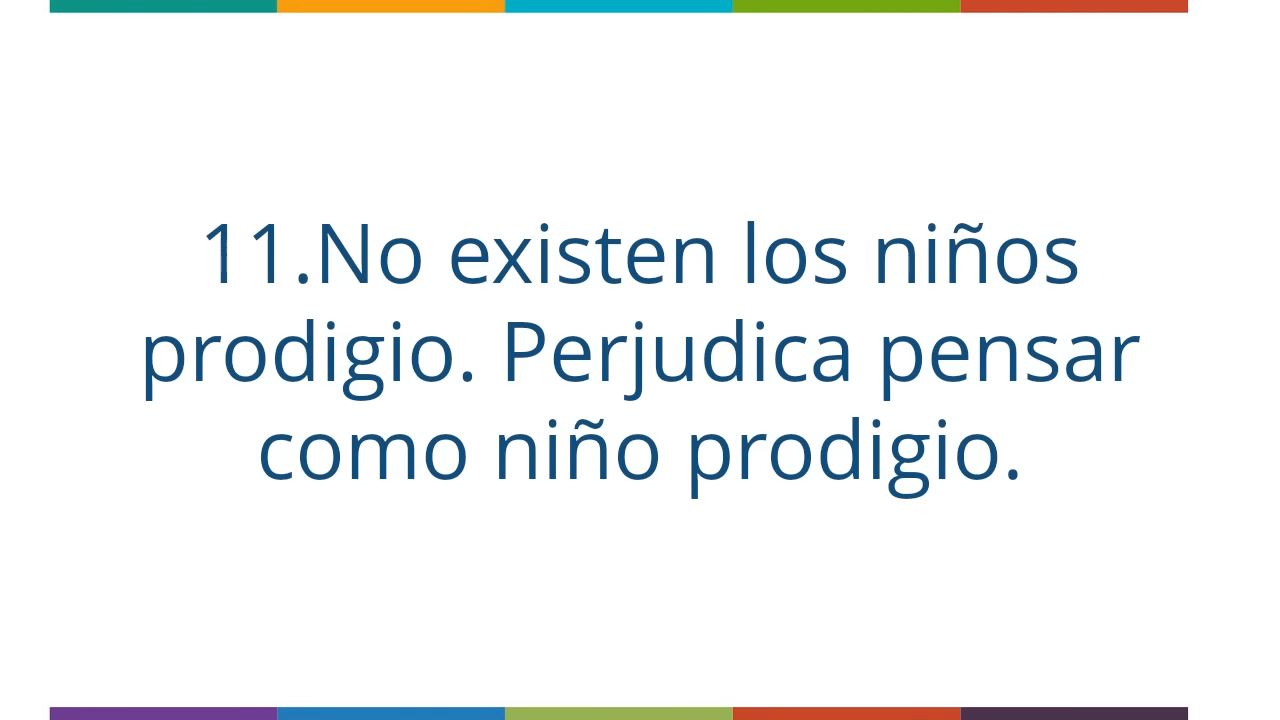 11.No existen los niños
prodigio. Perjudica pensar
como niño prodigio.